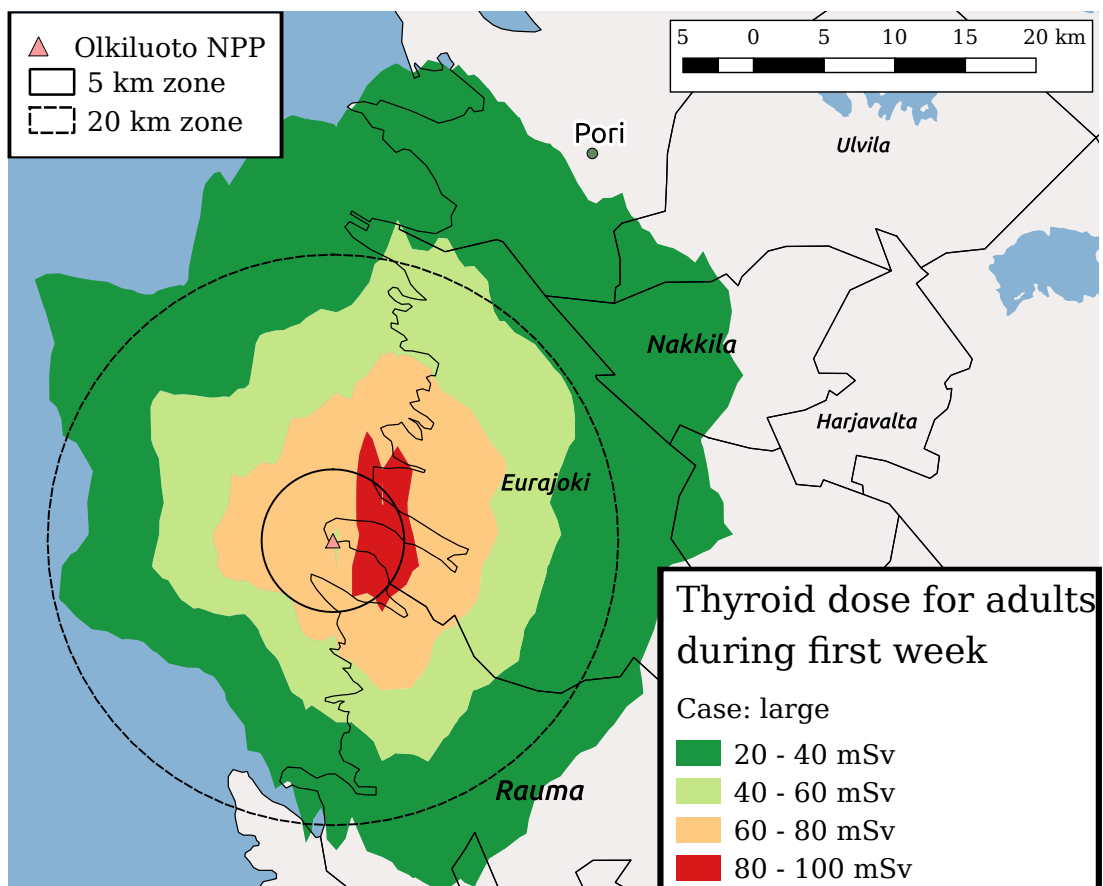 Olkiluoto NPP
5 km zone
20 km zone
5 0 5 10 15 20 km
Pori
Ulvila
Nakkila
Harjavalta
Eurajoki
Rauma
Thyroid dose for adults
during first week
Case: large
20 - 40 mSv
40 - 60 mSv
60 - 80 mSv
80 - 100 mSv